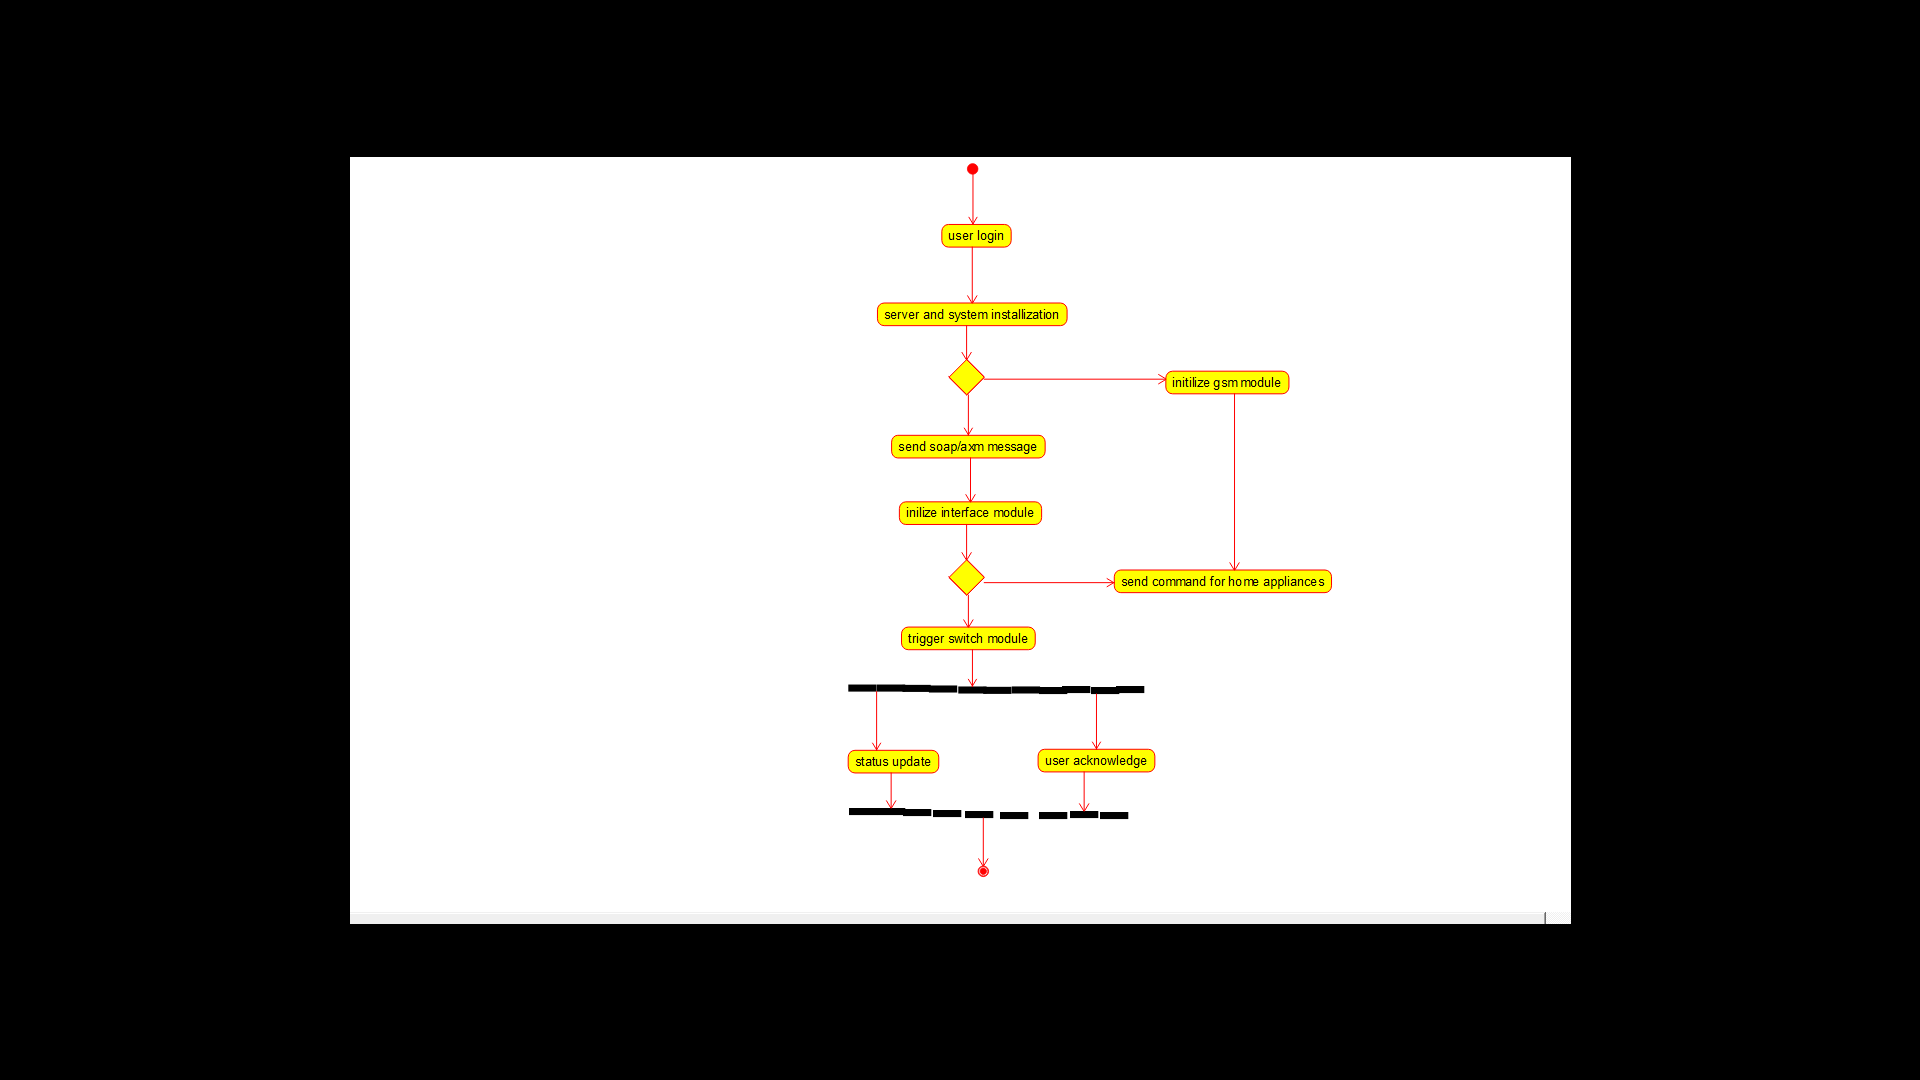 user login
server and system installization
initilize gsm module
send soap/axm message
inilize interface module
send command for home appliances
trigger switch module
status update
user acknowledge